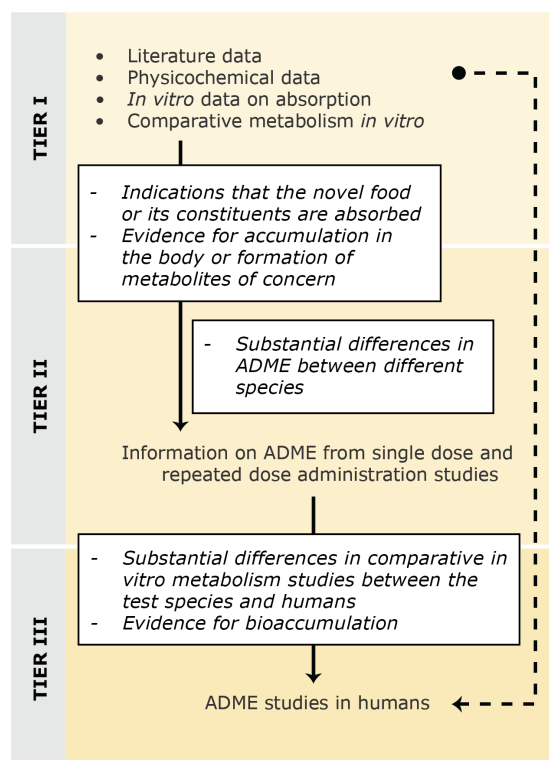 TIER I
• Literature data
• Physicochemical data
• In vitro data on absorption
• Comparative metabolism in vitro
- Indications that the novel food
or its constituents are absorbed
- Evidence for accumulation in
the body or formation of
metabolites of concern
TIER II
- Substantial differences in
ADME between different
species
Information on ADME from single dose and
repeated dose administration studies
- Substantial differences in comparative in
vitro metabolism studies between the
test species and humans
- Evidence for bioaccumulation
TIER III
ADME studies in humans